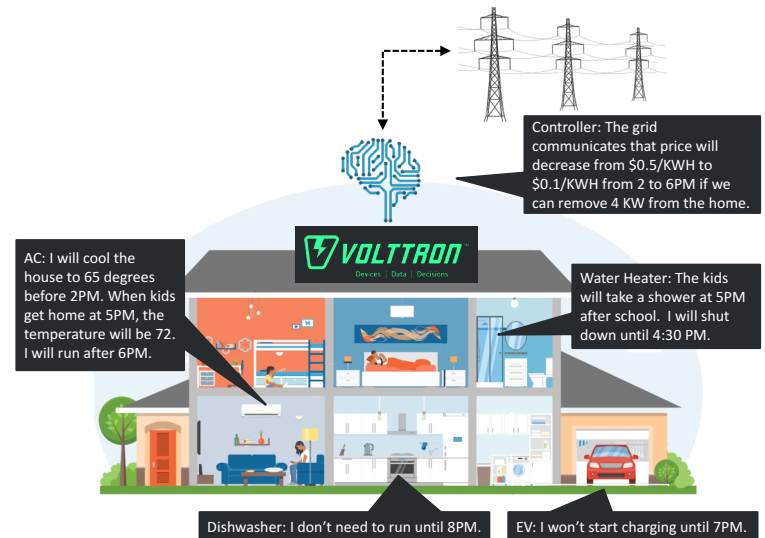 Controller: The grid
communicates that price will
decrease from $0.5/KWH to
$0.1/KWH from 2 to 6PM if we
can remove 4 KW from the home.
VOLTTRON™
Devices | Data | Decisions
AC: I will cool the
house to 65 degrees
before 2PM. When kids
get home at 5PM, the
temperature will be 72.
I will run after 6PM.
Water Heater: The kids
will take a shower at 5PM
after school.  I will shut
down until 4:30 PM.
Dishwasher: I don’t need to run until 8PM.
EV: I won’t start charging until 7PM.